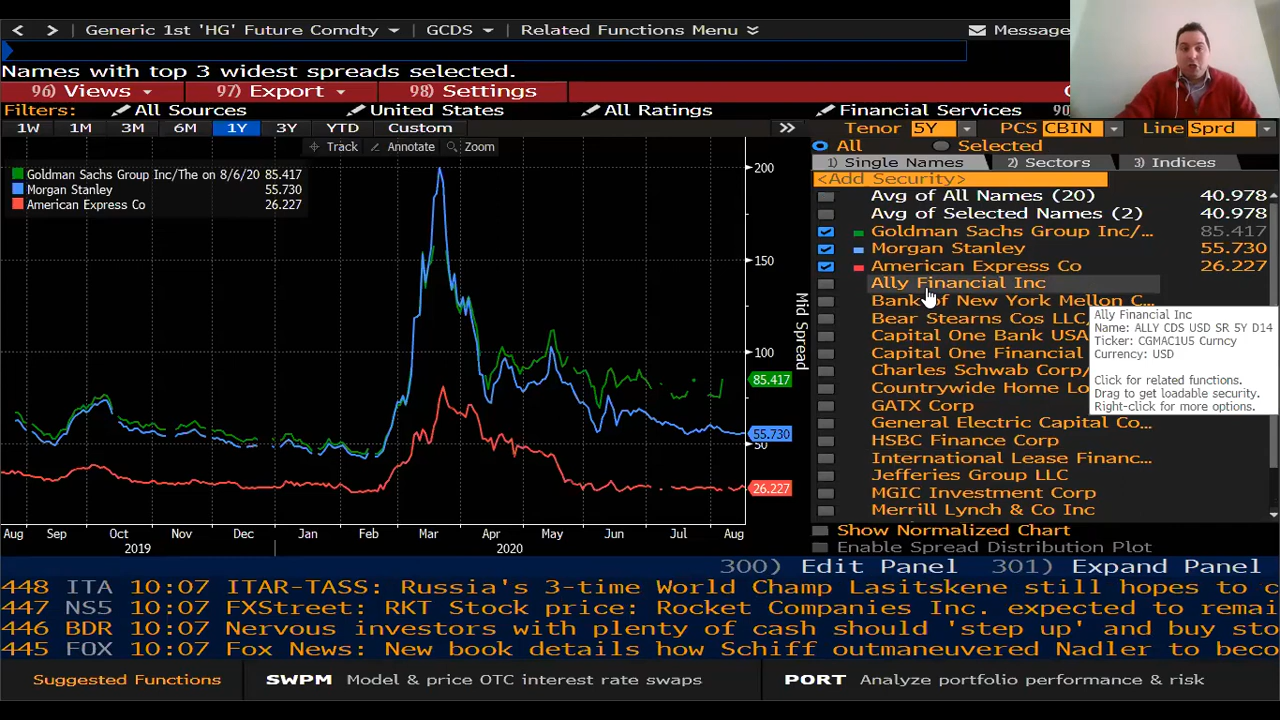 Generic 1st 'HG' Future Comdty GCDS Related Functions Menu Message
Names with top 3 widest spreads selected.
96) Views 97) Export 98) Settings
Filters: All Sources United States All Ratings Financial Services 90
1W 1M 3M 6M 1Y 3Y YTD Custom
Tenor 5Y PCS CBIN Line Sprd
All Selected
Track Annotate Zoom
1) Single Names 2) Sectors 3) Indices
<Add Security>
Goldman Sachs Group Inc/The on 8/6/20 85.417
Morgan Stanley 55.730
American Express Co 26.227
200
150
100
50
Mid Spread
85.417
55.730
26.227
Aug Sep Oct Nov Dec Jan Feb Mar Apr May Jun Jul Aug
2019 2020
Avg of All Names (20) 40.978
Avg of Selected Names (2) 40.978
Goldman Sachs Group Inc/... 85.417
Morgan Stanley 55.730
American Express Co 26.227
Ally Financial Inc
Bank of New York Mellon C...
Bear Stearns Cos LLC/
Capital One Bank USA
Capital One Financial
Charles Schwab Corp/
Countrywide Home Lo
GATX Corp
General Electric Capital Co...
HSBC Finance Corp
International Lease Financ...
Jefferies Group LLC
MGIC Investment Corp
Merrill Lynch & Co Inc
Ally Financial Inc
Name: ALLY CDS USD SR 5Y D14
Ticker: CGMAC1U5 Curncy
Currency: USD
Click for related functions.
Drag to get loadable security.
Right-click for more options.
Show Normalized Chart
Enable Spread Distribution Plot
300) Edit Panel 301) Expand Panel
448 ITA 10:07 ITAR-TASS: Russia's 3-time World Champ Lasitskene still hopes to c
447 NS5 10:07 FXStreet: RKT Stock price: Rocket Companies Inc. expected to remai
446 BDR 10:07 Nervous investors with plenty of cash should 'step up' and buy sto
445 FOX 10:07 Fox News: New book details how Schiff outmaneuvered Nadler to beco
Suggested Functions SWPM Model & price OTC interest rate swaps PORT Analyze portfolio performance & risk